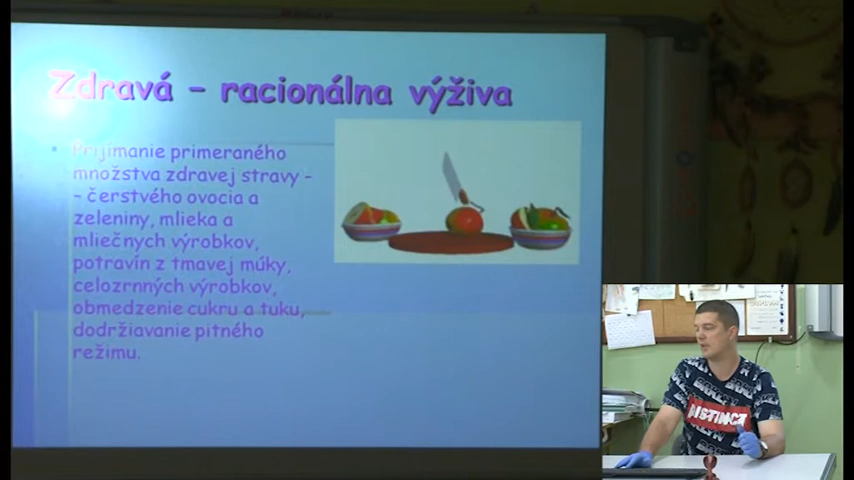 Zdravá - racionálna výživa
Prijímanie primeraného
množstva zdravej stravy -
- čerstvého ovocia a
zeleniny, mlieka a
mliečnych výrobkov,
potravín z tmavej múky,
celozrnných výrobkov,
obmedzenie cukru a tuku,
dodržiavanie pitného
režimu.
DISTINCT